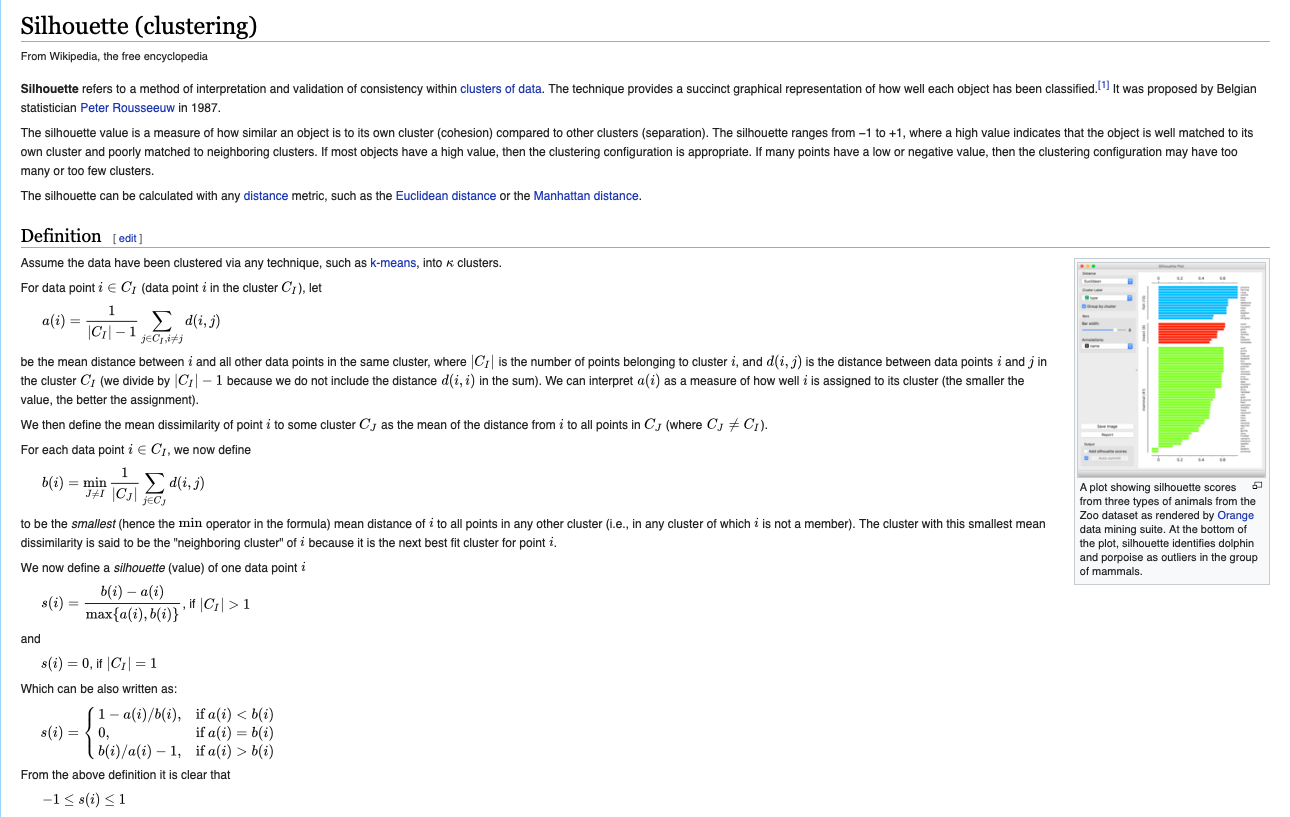 Silhouette (clustering)
From Wikipedia, the free encyclopedia
Silhouette refers to a method of interpretation and validation of consistency within clusters of data. The technique provides a succinct graphical representation of how well each object has been classified.[1] It was proposed by Belgian
statistician Peter Rousseeuw in 1987.
The silhouette value is a measure of how similar an object is to its own cluster (cohesion) compared to other clusters (separation). The silhouette ranges from −1 to +1, where a high value indicates that the object is well matched to its
own cluster and poorly matched to neighboring clusters. If most objects have a high value, then the clustering configuration is appropriate. If many points have a low or negative value, then the clustering configuration may have too
many or too few clusters.
The silhouette can be calculated with any distance metric, such as the Euclidean distance or the Manhattan distance.
Definition [ edit ]
Assume the data have been clustered via any technique, such as k-means, into κ clusters.
For data point i ∈ C_I (data point i in the cluster C_I), let
a(i) = 1 / (|C_I| − 1) ∑_{j∈C_I, i≠j} d(i, j)
be the mean distance between i and all other data points in the same cluster, where |C_I| is the number of points belonging to cluster i, and d(i, j) is the distance between data points i and j in
the cluster C_I (we divide by |C_I| − 1 because we do not include the distance d(i, i) in the sum). We can interpret a(i) as a measure of how well i is assigned to its cluster (the smaller the
value, the better the assignment).
We then define the mean dissimilarity of point i to some cluster C_J as the mean of the distance from i to all points in C_J (where C_J ≠ C_I).
For each data point i ∈ C_I, we now define
b(i) = min_{J≠I} 1 / |C_J| ∑_{j∈C_J} d(i, j)
to be the smallest (hence the min operator in the formula) mean distance of i to all points in any other cluster (i.e., in any cluster of which i is not a member). The cluster with this smallest mean
dissimilarity is said to be the "neighboring cluster" of i because it is the next best fit cluster for point i.
We now define a silhouette (value) of one data point i
s(i) = (b(i) − a(i)) / max{a(i), b(i)}, if |C_I| > 1
and
s(i) = 0, if |C_I| = 1
Which can be also written as:
s(i) = { 1 − a(i)/b(i), if a(i) < b(i)
0, if a(i) = b(i)
b(i)/a(i) − 1, if a(i) > b(i)
From the above definition it is clear that
−1 ≤ s(i) ≤ 1
Silhouette Plot
Save Image
Report
A plot showing silhouette scores
from three types of animals from the
Zoo dataset as rendered by Orange
data mining suite. At the bottom of
the plot, silhouette identifies dolphin
and porpoise as outliers in the group
of mammals.